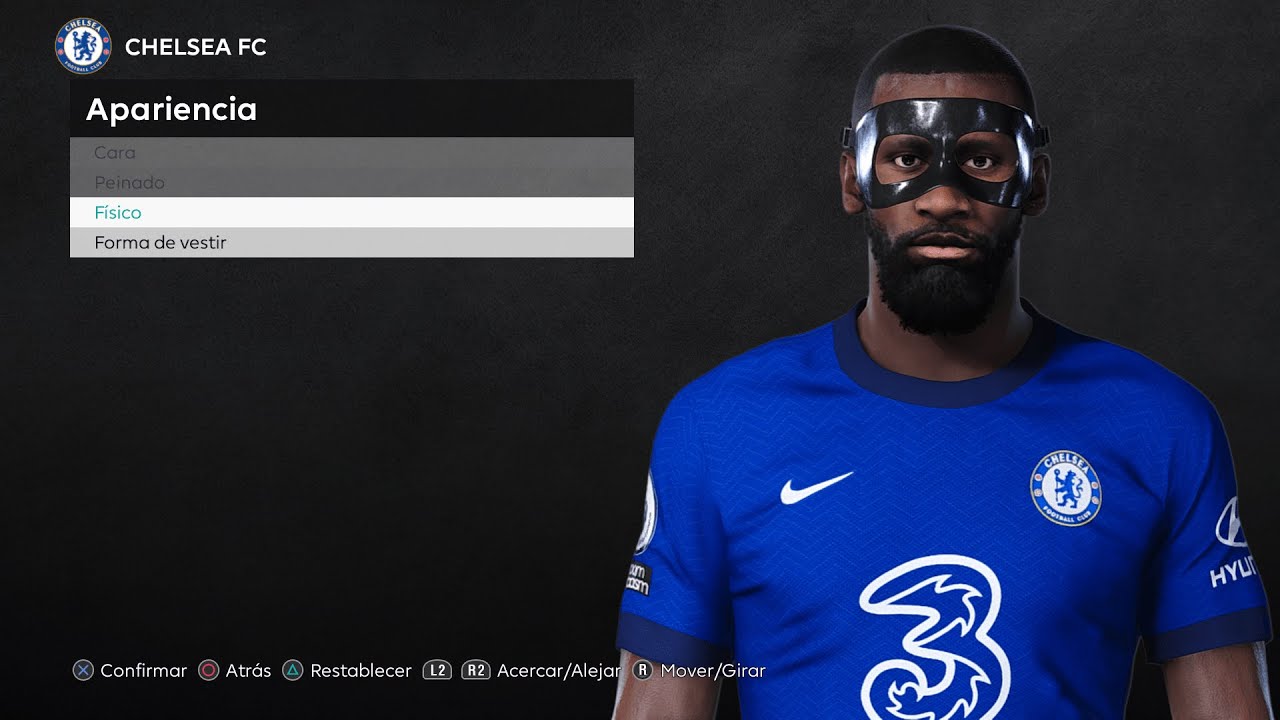 CHELSEA FC
Apariencia
Cara
Peinado
Físico
Forma de vestir
CHELSEA
FOOTBALL CLUB
3
Confirmar Atrás Restablecer L2 R2 Acercar/Alejar R Mover/Girar